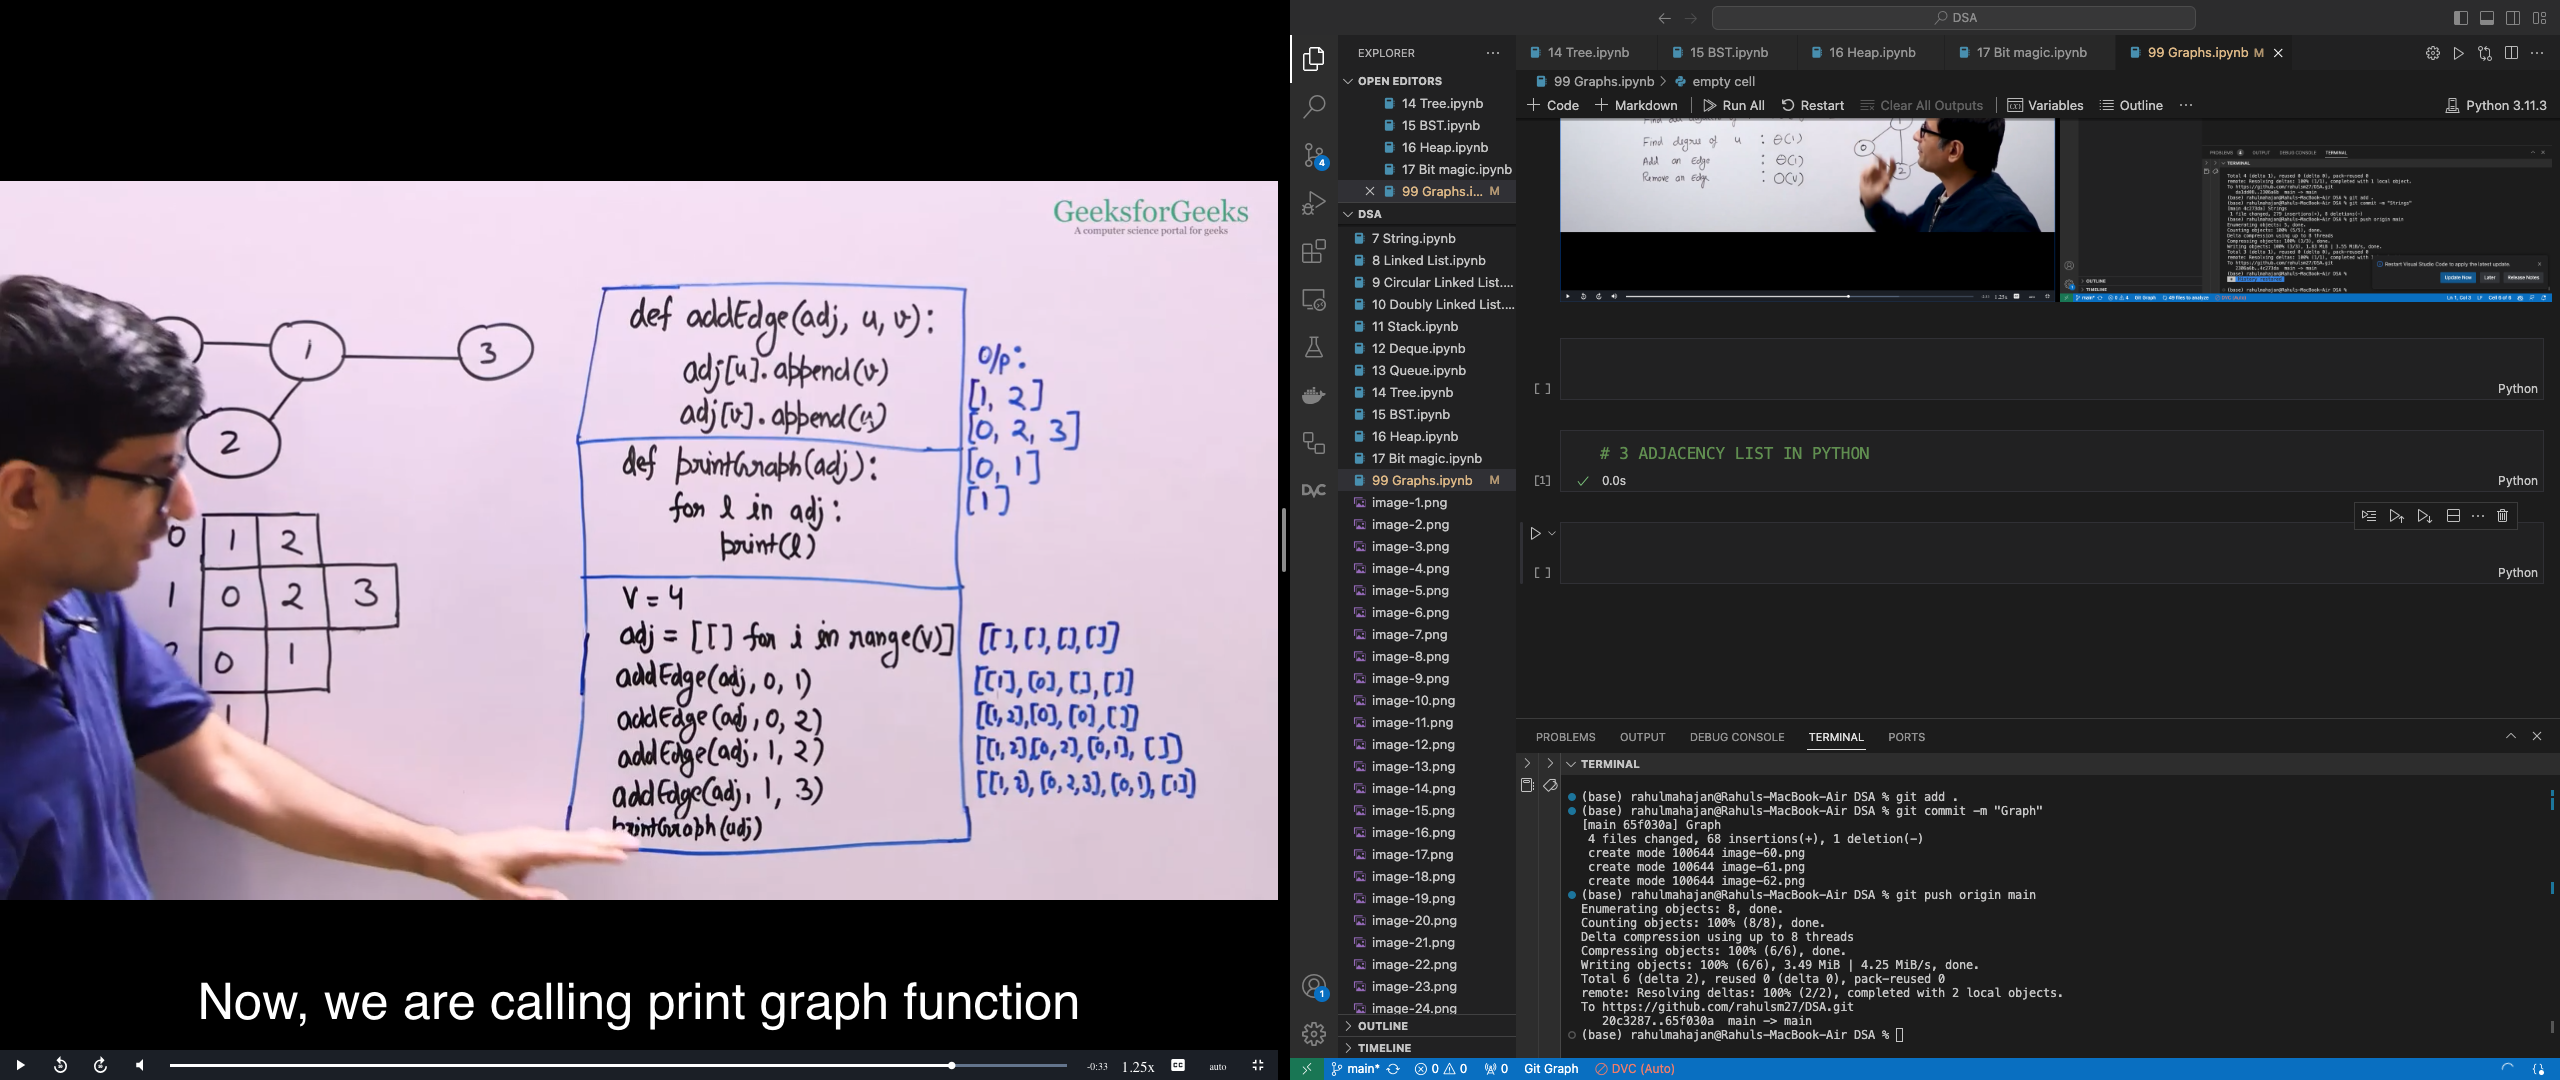 GeeksforGeeks
A computer science portal for geeks
1
3
2
0 1 2
1 0 2 3
0 1
def addEdge(adj, u, v):
adj[u].append(v)
adj[v].append(u)
def printGraph(adj):
for l in adj:
print(l)
V = 4
adj = [[] for i in range(V)]
addEdge(adj, 0, 1)
addEdge(adj, 0, 2)
addEdge(adj, 1, 2)
addEdge(adj, 1, 3)
printGraph(adj)
O/p:
[1, 2]
[0, 2, 3]
[0, 1]
[1]
[[], [], [], []]
[[1], [0], [], []]
[[1, 2], [0], [0], []]
[[1, 2] [0, 2], [0, 1], []]
[[1, 2], [0, 2, 3], [0, 1], [1]]
Now, we are calling print graph function
-0:33 1.25x CC auto
DSA
EXPLORER
OPEN EDITORS
14 Tree.ipynb
15 BST.ipynb
16 Heap.ipynb
17 Bit magic.ipynb
99 Graphs.i... M
DSA
7 String.ipynb
8 Linked List.ipynb
9 Circular Linked List....
10 Doubly Linked List....
11 Stack.ipynb
12 Deque.ipynb
13 Queue.ipynb
14 Tree.ipynb
15 BST.ipynb
16 Heap.ipynb
17 Bit magic.ipynb
99 Graphs.ipynb M
image-1.png
image-2.png
image-3.png
image-4.png
image-5.png
image-6.png
image-7.png
image-8.png
image-9.png
image-10.png
image-11.png
image-12.png
image-13.png
image-14.png
image-15.png
image-16.png
image-17.png
image-18.png
image-19.png
image-20.png
image-21.png
image-22.png
image-23.png
image-24.png
OUTLINE
TIMELINE
4
DVC
1
14 Tree.ipynb 15 BST.ipynb 16 Heap.ipynb 17 Bit magic.ipynb 99 Graphs.ipynb M
99 Graphs.ipynb > empty cell
+ Code + Markdown Run All Restart Clear All Outputs Variables Outline ... Python 3.11.3
Find degree of u : Θ(1)
Add an Edge : Θ(1)
Remove an Edge : O(V)
0
2
[ ] Python
# 3 ADJACENCY LIST IN PYTHON
[1] 0.0s Python
[ ] Python
PROBLEMS OUTPUT DEBUG CONSOLE TERMINAL PORTS
TERMINAL
(base) rahulmahajan@Rahuls-MacBook-Air DSA % git add .
(base) rahulmahajan@Rahuls-MacBook-Air DSA % git commit -m "Graph"
[main 65f030a] Graph
4 files changed, 68 insertions(+), 1 deletion(-)
create mode 100644 image-60.png
create mode 100644 image-61.png
create mode 100644 image-62.png
(base) rahulmahajan@Rahuls-MacBook-Air DSA % git push origin main
Enumerating objects: 8, done.
Counting objects: 100% (8/8), done.
Delta compression using up to 8 threads
Compressing objects: 100% (6/6), done.
Writing objects: 100% (6/6), 3.49 MiB | 4.25 MiB/s, done.
Total 6 (delta 2), reused 0 (delta 0), pack-reused 0
remote: Resolving deltas: 100% (2/2), completed with 2 local objects.
To https://github.com/rahulsm27/DSA.git
20c3287..65f030a main -> main
(base) rahulmahajan@Rahuls-MacBook-Air DSA %
main* 0 0 0 Git Graph DVC (Auto)